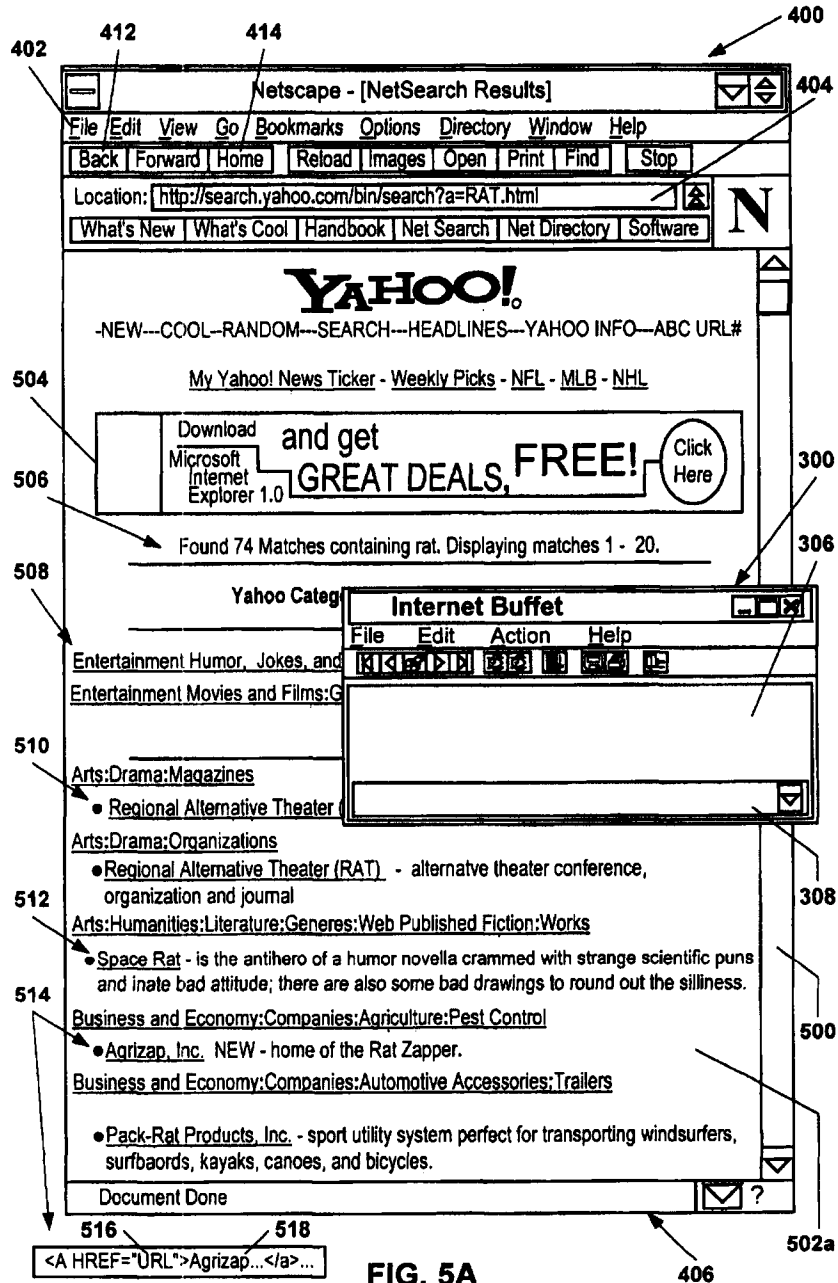 400
412
414
402
Netscape - [NetSearch Results]
404
File Edit View Go Bookmarks Options Directory Window Help
Back Forward Home Reload Images Open Print Find Stop
Location: http://search.yahoo.com/bin/search?a=RAT.html
N
What's New What's Cool Handbook Net Search Net Directory Software
YAHOO!
-NEW---COOL--RANDOM---SEARCH---HEADLINES---YAHOO INFO---ABC URL#
My Yahoo! News Ticker - Weekly Picks - NFL - MLB - NHL
504
Download
Microsoft
Internet
Explorer 1.0
and get
GREAT DEALS, FREE!
Click
Here
300
506
306
Found 74 Matches containing rat. Displaying matches 1 - 20.
508
Yahoo Categ
Internet Buffet
File Edit Action Help
Entertainment Humor, Jokes, and
Entertainment Movies and Films:G
510
Arts:Drama:Magazines
• Regional Alternative Theater (
Arts:Drama:Organizations
• Regional Alternative Theater (RAT) - alternatve theater conference,
organization and journal
308
512
Arts:Humanities:Literature:Generes:Web Published Fiction:Works
• Space Rat - is the antihero of a humor novella crammed with strange scientific puns
and inate bad attitude; there are also some bad drawings to round out the silliness.
514
500
Business and Economy:Companies:Agriculture:Pest Control
• Agrizap, Inc. NEW - home of the Rat Zapper.
Business and Economy:Companies:Automotive Accessories;Trailers
• Pack-Rat Products, Inc. - sport utility system perfect for transporting windsurfers,
surfbaords, kayaks, canoes, and bicycles.
Document Done
?
516
518
502a
406
<A HREF="URL">Agrizap...</a>...
FIG. 5A